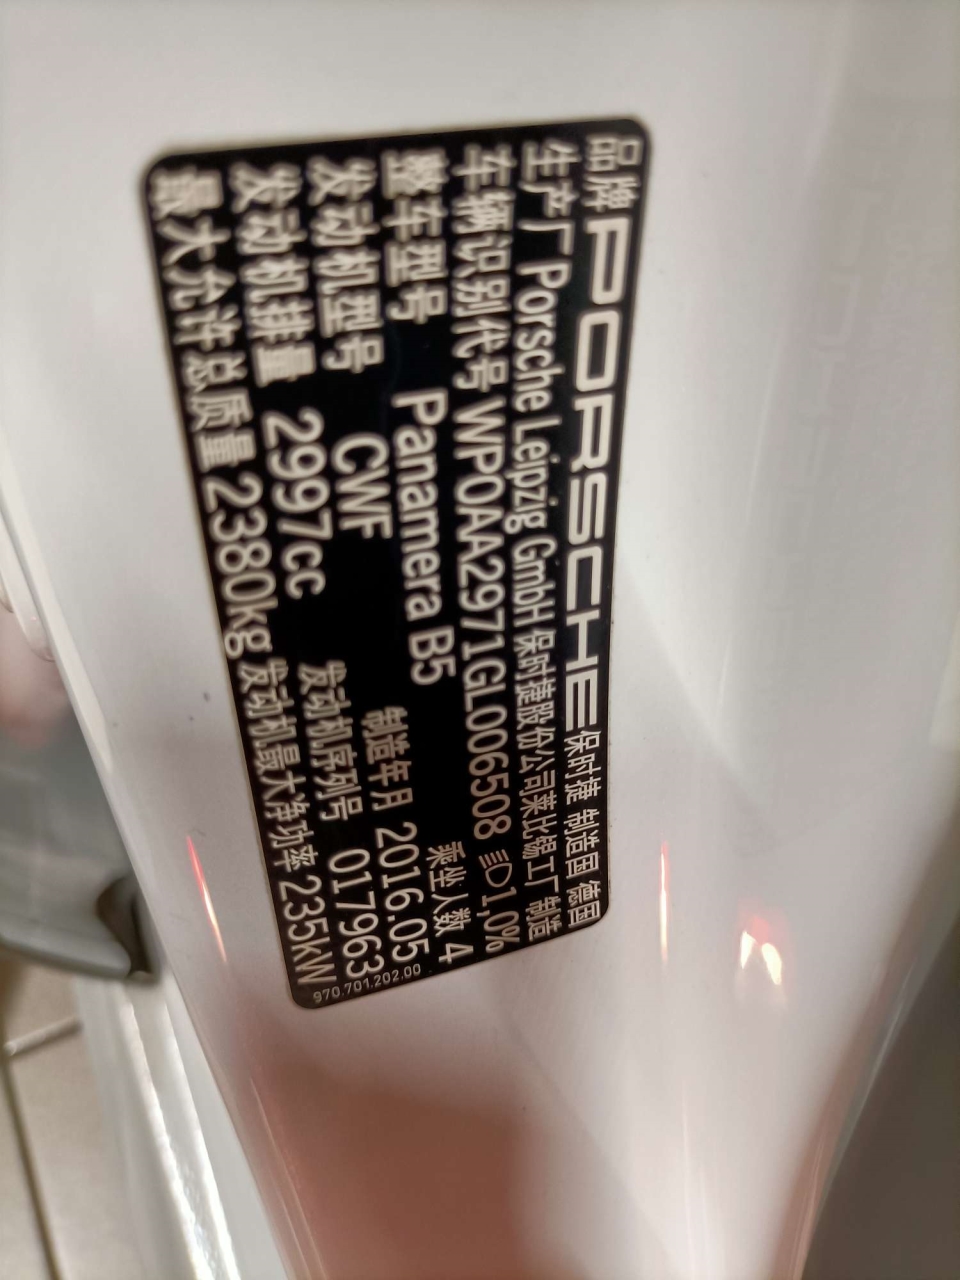 品牌 PORSCHE 保时捷 制造国 德国
生产厂 Porsche Leipzig GmbH 保时捷股份公司莱比锡工厂 制造
车辆识别代号 WP0AA2971GL006508 1,0%
整车型号 Panamera B5 乘坐人数 4
发动机型号 CWF 制造年月 2016.05
发动机排量 2997cc 发动机序列号 017963
最大允许总质量 2380kg 发动机最大净功率 235kW
970.701.202.00